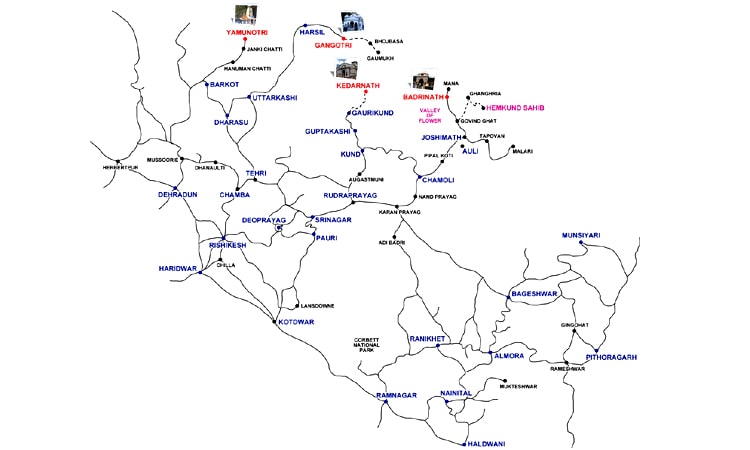 YAMUNOTRI
HARSIL
GANGOTRI
BHOJBASA
GAUMUKH
JANKI CHATTI
HANUMAN CHATTI
BARKOT
UTTARKASHI
KEDARNATH
BADRINATH
MANA
GHANGHRIA
HEMKUND SAHIB
VALLEY
OF
FLOWER
GOVIND GHAT
GAURIKUND
DHARASU
GUPTAKASHI
JOSHIMATH
TAPOVAN
AULI
MALARI
KUND
PIPAL KOTI
HERBERTPUR
MUSSOORIE
DHANAULTI
TEHRI
AUGASTMUNI
CHAMOLI
DEHRADUN
CHAMBA
RUDRAPRAYAG
NAND PRAYAG
KARAN PRAYAG
DEOPRAYAG
SRINAGAR
PAURI
RISHIKESH
ADI BADRI
MUNSIYARI
HARIDWAR
CHILLA
BAGESHWAR
LANSDOWNE
KOTDWAR
GINGOHAT
CORBETT
NATIONAL
PARK
RANIKHET
ALMORA
PITHORAGARH
RAMESHWAR
MUKTESHWAR
RAMNAGAR
NAINITAL
HALDWANI